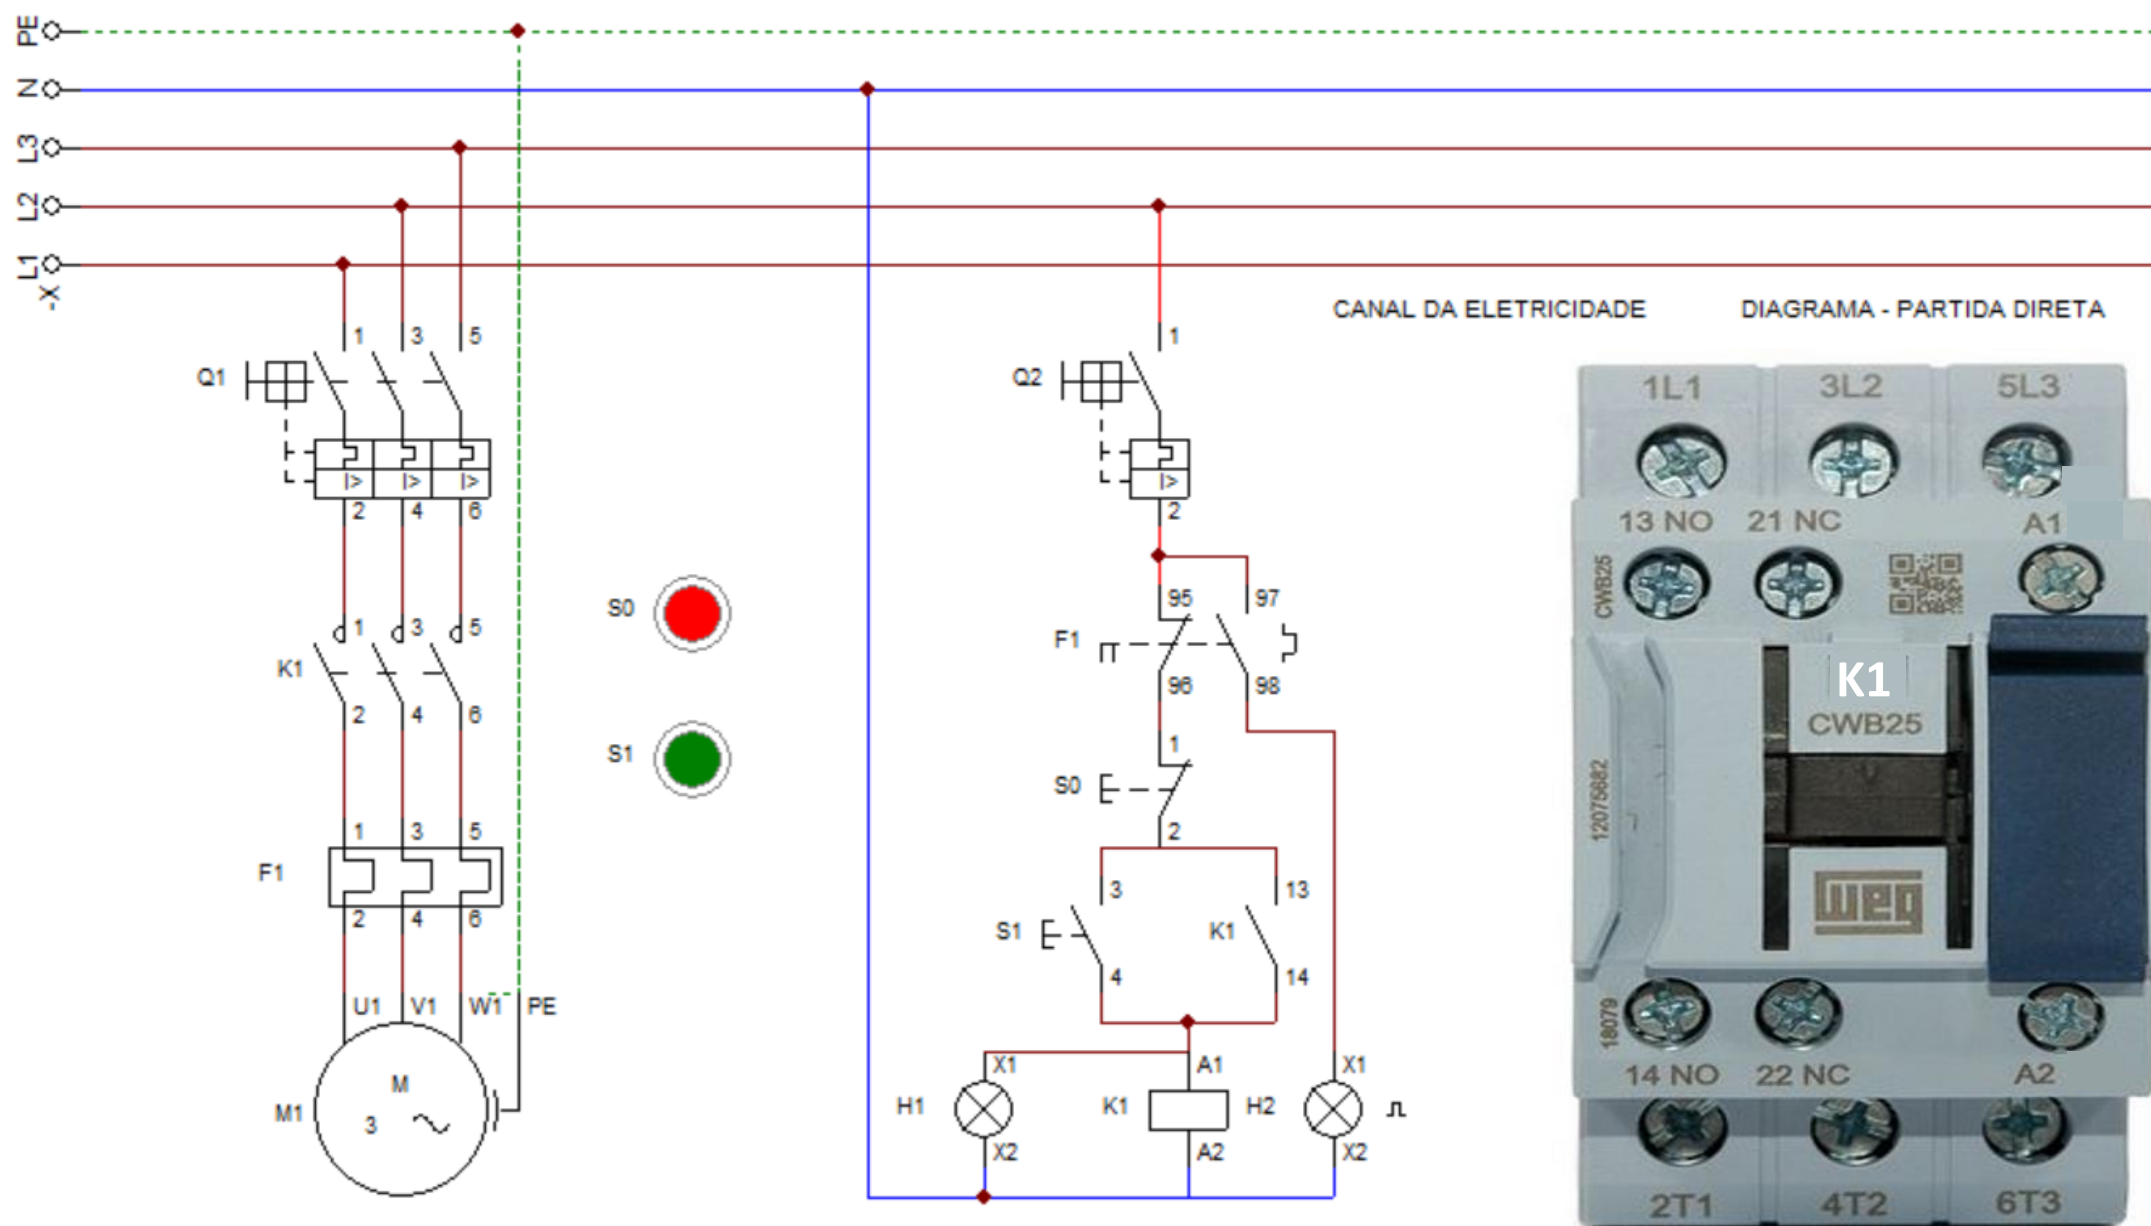 PE
N
L3
L2
L1
-X
CANAL DA ELETRICIDADE
DIAGRAMA - PARTIDA DIRETA
1 3 5
Q1
I> I> I>
2 4 6
1 3 5
K1
2 4 6
1 3 5
F1
2 4 6
U1 V1 W1 PE
M
3
M1
S0
S1
1
Q2
I>
2
95 97
F1
96 98
1
S0
2
3 13
S1 K1
4 14
X1 A1 X1
H1 K1 H2
X2 A2 X2
1L1 3L2 5L3
13 NO 21 NC A1
CWB25
K1
CWB25
12075682
weg
18079
14 NO 22 NC A2
2T1 4T2 6T3